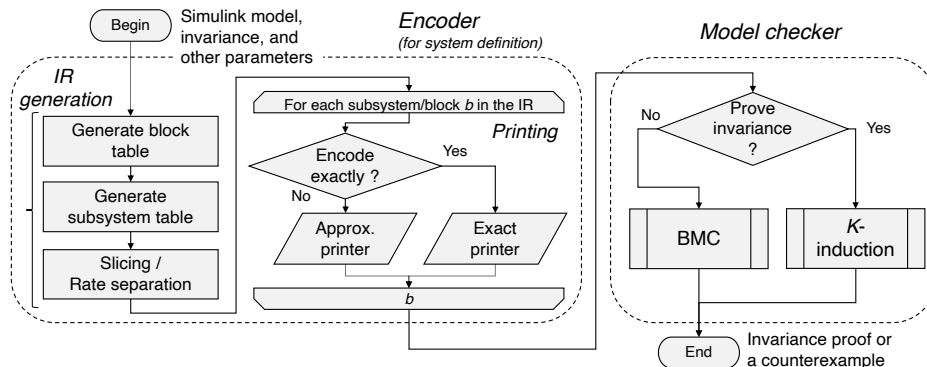 Begin
Simulink model,
invariance, and
other parameters
Encoder
(for system definition)
IR
generation
Generate block
table
Generate
subsystem table
Slicing /
Rate separation
For each subsystem/block b in the IR
Printing
Encode
exactly ?
Yes
No
Approx.
printer
Exact
printer
b
Model checker
Prove
invariance
?
No
Yes
BMC
K-
induction
End
Invariance proof or
a counterexample